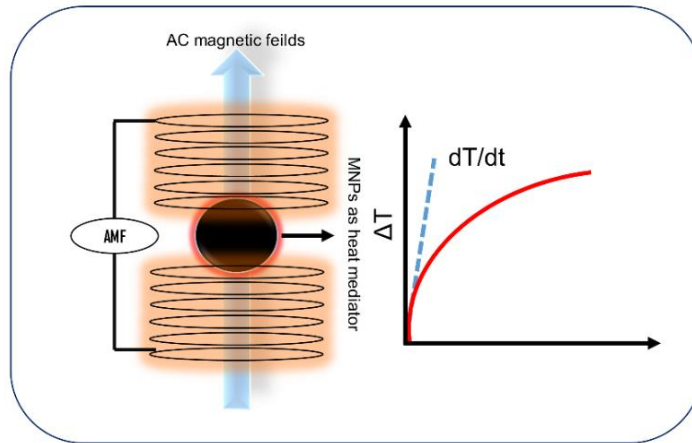 AC magnetic feilds
AMF
MNPs as heat mediator
ΔT
dT/dt